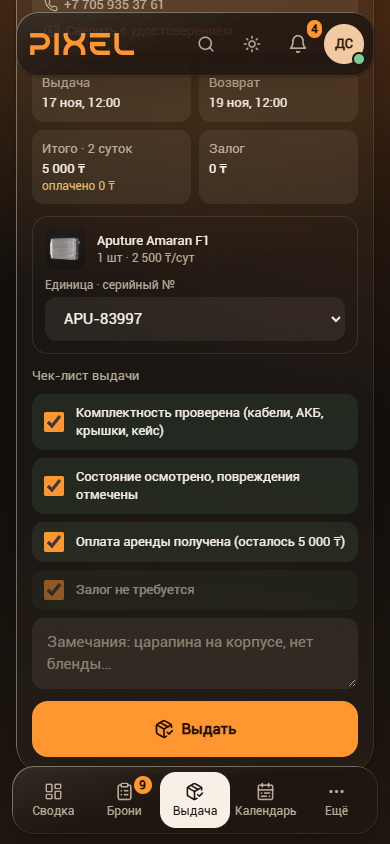 +7 705 935 37 61
Сверить с удостоверением
PIXEL
4
ДС
Выдача
17 ноя, 12:00
Возврат
19 ноя, 12:00
Итого · 2 суток
5 000 ₸
оплачено 0 ₸
Залог
0 ₸
Aputure Amaran F1
1 шт · 2 500 ₸/сут
Единица · серийный №
APU-83997
Чек-лист выдачи
Комплектность проверена (кабели, АКБ,
крышки, кейс)
Состояние осмотрено, повреждения
отмечены
Оплата аренды получена (осталось 5 000 ₸)
Залог не требуется
Замечания: царапина на корпусе, нет
бленды…
Выдать
9
Сводка
Брони
Выдача
Календарь
Ещё